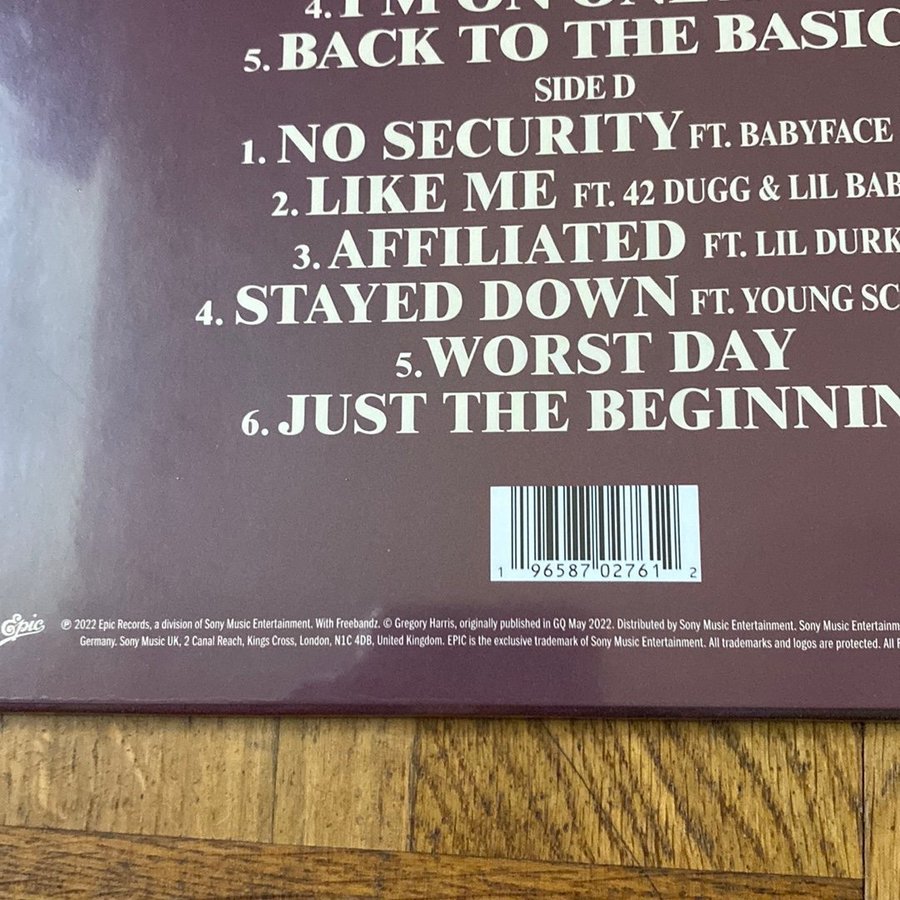 4. I'M ON
5. BACK TO THE BASIC
SIDE D
1. NO SECURITY FT. BABYFACE
2. LIKE ME FT. 42 DUGG & LIL BAB
3. AFFILIATED FT. LIL DURK
4. STAYED DOWN FT. YOUNG SC
5. WORST DAY
6. JUST THE BEGINNIN
1 96587 02761 2
Epic
℗ 2022 Epic Records, a division of Sony Music Entertainment. With Freebandz. © Gregory Harris, originally published in GQ May 2022. Distributed by Sony Music Entertainment. Sony Music Entertainm
Germany. Sony Music UK, 2 Canal Reach, Kings Cross, London, N1C 4DB, United Kingdom. EPIC is the exclusive trademark of Sony Music Entertainment. All trademarks and logos are protected. All